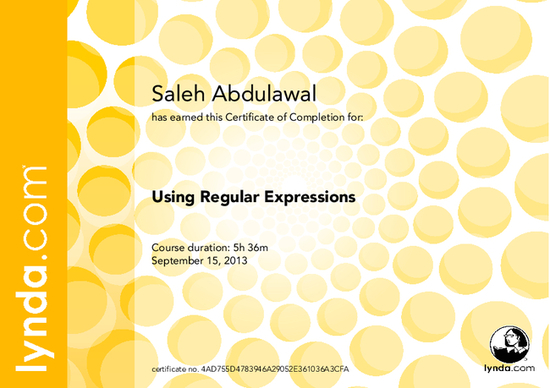 Saleh Abdulawal
has earned this Certificate of Completion for:
Using Regular Expressions
Course duration: 5h 36m
September 15, 2013
certificate no. 4AD755D4783946A29052E361036A3CFA
lynda.com
lynda.com